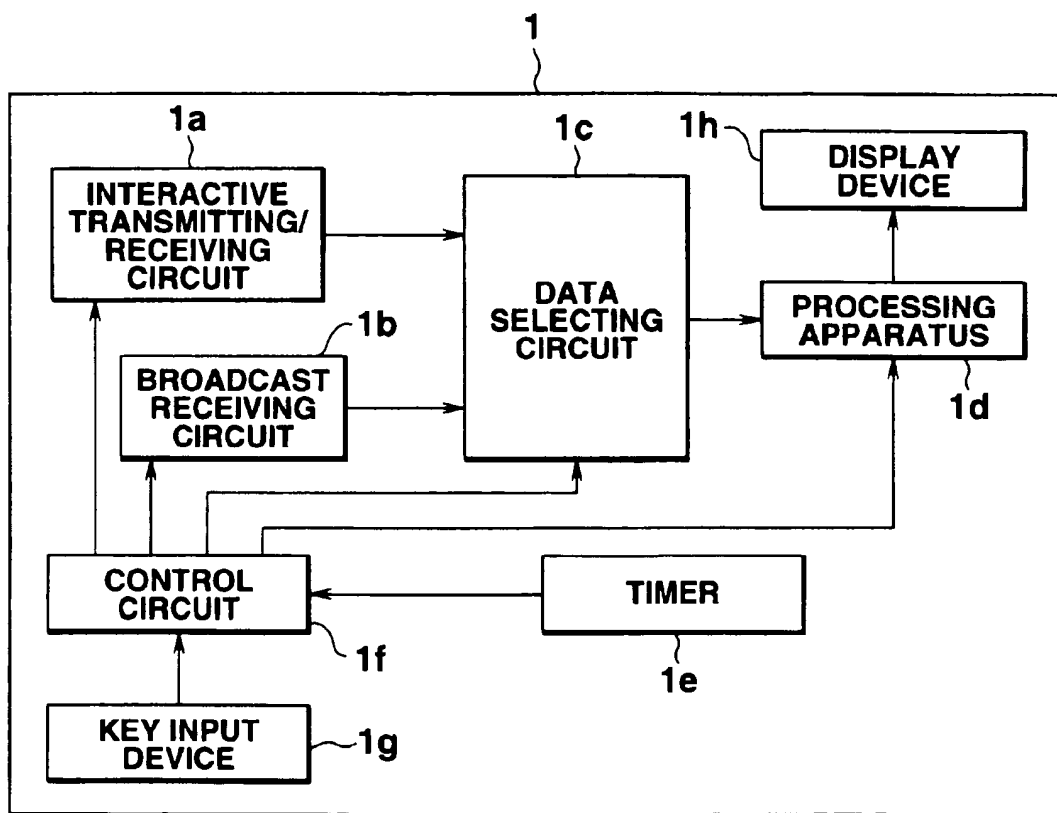 1
1a
INTERACTIVE
TRANSMITTING/
RECEIVING
CIRCUIT
1b
BROADCAST
RECEIVING
CIRCUIT
1c
DATA
SELECTING
CIRCUIT
1h
DISPLAY
DEVICE
PROCESSING
APPARATUS
1d
CONTROL
CIRCUIT
1f
TIMER
1e
KEY INPUT
DEVICE
1g